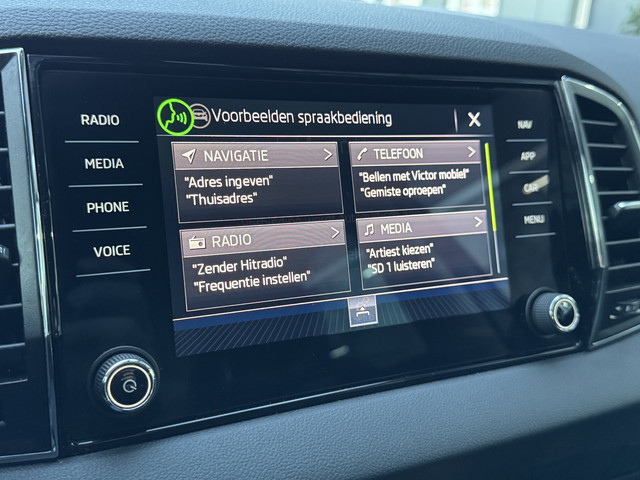 RADIO
MEDIA
PHONE
VOICE
Voorbeelden spraakbediening
NAVIGATIE
"Adres ingeven"
"Thuisadres"
TELEFOON
"Bellen met Victor mobiel"
"Gemiste oproepen"
RADIO
"Zender Hitradio"
"Frequentie instellen"
MEDIA
"Artiest kiezen"
"SD 1 luisteren"
NAV
APP
CAR
MENU